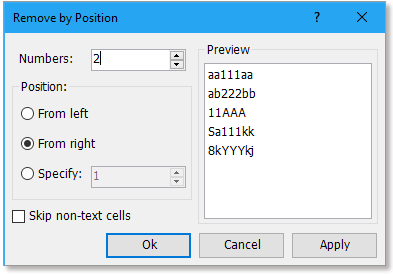 Remove by Position
Numbers: 2
Position:
From left
From right
Specify: 1
Skip non-text cells
Preview
aa111aa
ab222bb
11AAA
Sa111kk
8kYYYkj
Ok Cancel Apply